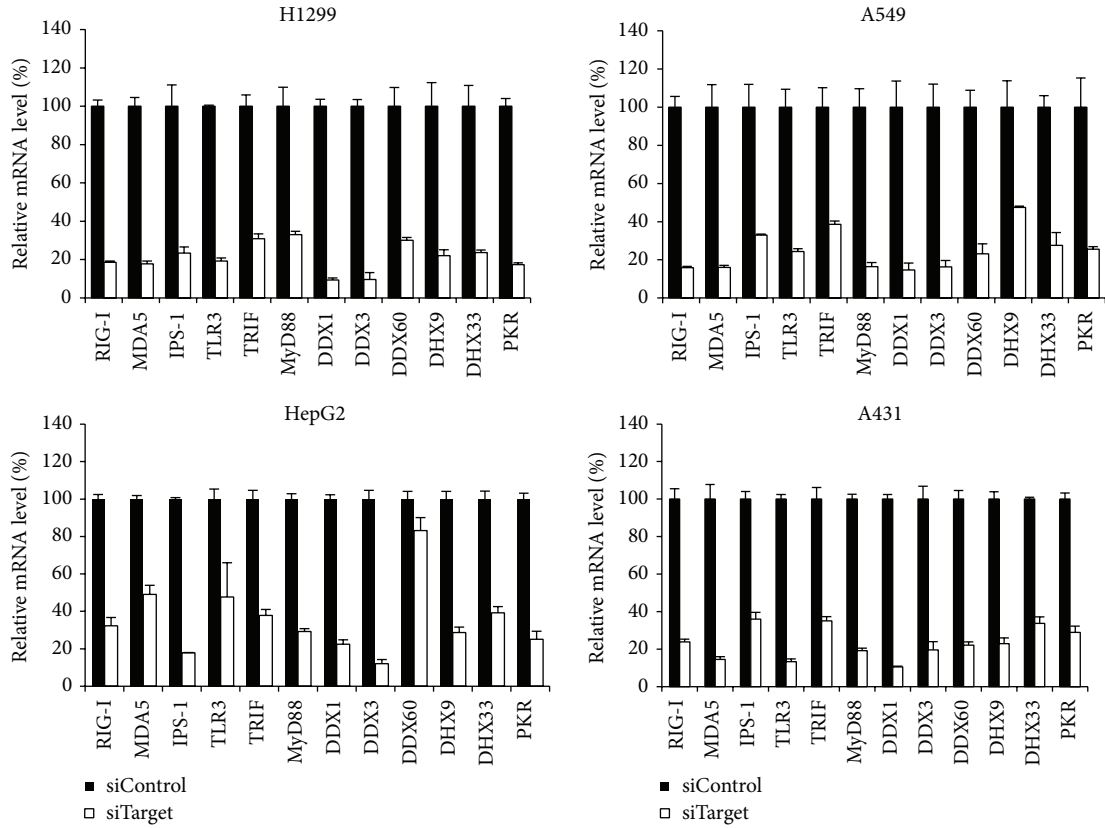 H1299
Relative mRNA level (%)
140
120
100
80
60
40
20
0
RIG-I
MDA5
IPS-1
TLR3
TRIF
MyD88
DDX1
DDX3
DDX60
DHX9
DHX33
PKR
A549
Relative mRNA level (%)
140
120
100
80
60
40
20
0
RIG-I
MDA5
IPS-1
TLR3
TRIF
MyD88
DDX1
DDX3
DDX60
DHX9
DHX33
PKR
HepG2
Relative mRNA level (%)
140
120
100
80
60
40
20
0
RIG-I
MDA5
IPS-1
TLR3
TRIF
MyD88
DDX1
DDX3
DDX60
DHX9
DHX33
PKR
siControl
siTarget
A431
Relative mRNA level (%)
140
120
100
80
60
40
20
0
RIG-I
MDA5
IPS-1
TLR3
TRIF
MyD88
DDX1
DDX3
DDX60
DHX9
DHX33
PKR
siControl
siTarget